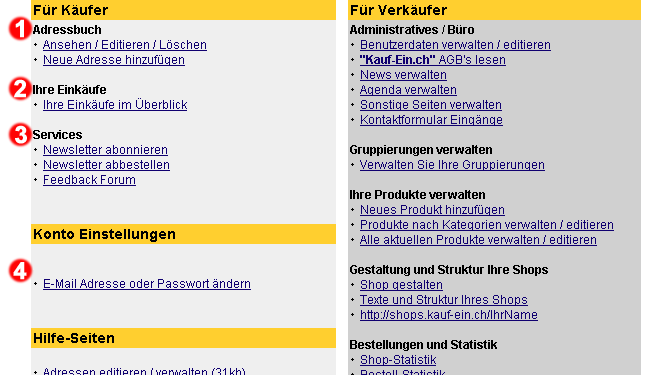 Für Käufer
1 Adressbuch
Ansehen / Editieren / Löschen
Neue Adresse hinzufügen
2 Ihre Einkäufe
Ihre Einkäufe im Überblick
3 Services
Newsletter abonnieren
Newsletter abbestellen
Feedback Forum
Konto Einstellungen
4
E-Mail Adresse oder Passwort ändern
Hilfe-Seiten
Adressen editieren / verwalten (31kb)
Für Verkäufer
Administratives / Büro
Benutzerdaten verwalten / editieren
"Kauf-Ein.ch" AGB's lesen
News verwalten
Agenda verwalten
Sonstige Seiten verwalten
Kontaktformular Eingänge
Gruppierungen verwalten
Verwalten Sie Ihre Gruppierungen
Ihre Produkte verwalten
Neues Produkt hinzufügen
Produkte nach Kategorien verwalten / editieren
Alle aktuellen Produkte verwalten / editieren
Gestaltung und Struktur Ihre Shops
Shop gestalten
Texte und Struktur Ihres Shops
http://shops.kauf-ein.ch/IhrName
Bestellungen und Statistik
Shop-Statistik
Bestell-Statistik